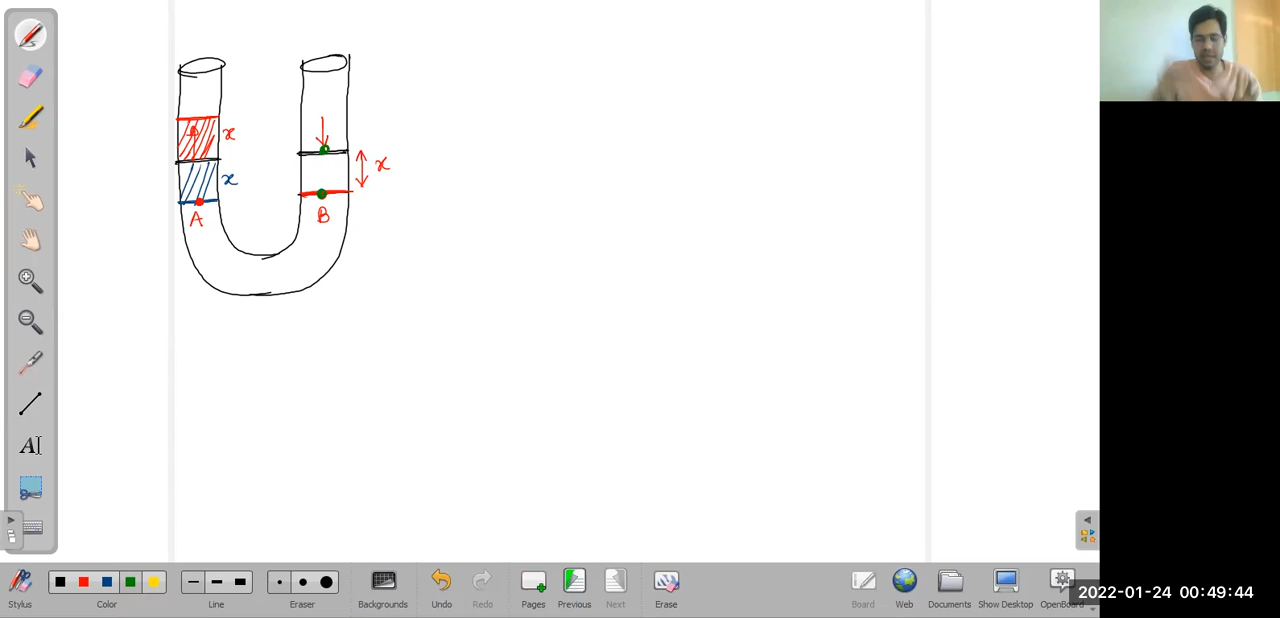 x
x
x
A
B
A
Stylus
Color
Line
Eraser
Backgrounds
Undo
Redo
Pages
Previous
Next
Erase
Board
Web
Documents
Show Desktop
OpenBoard
2022-01-24 00:49:44